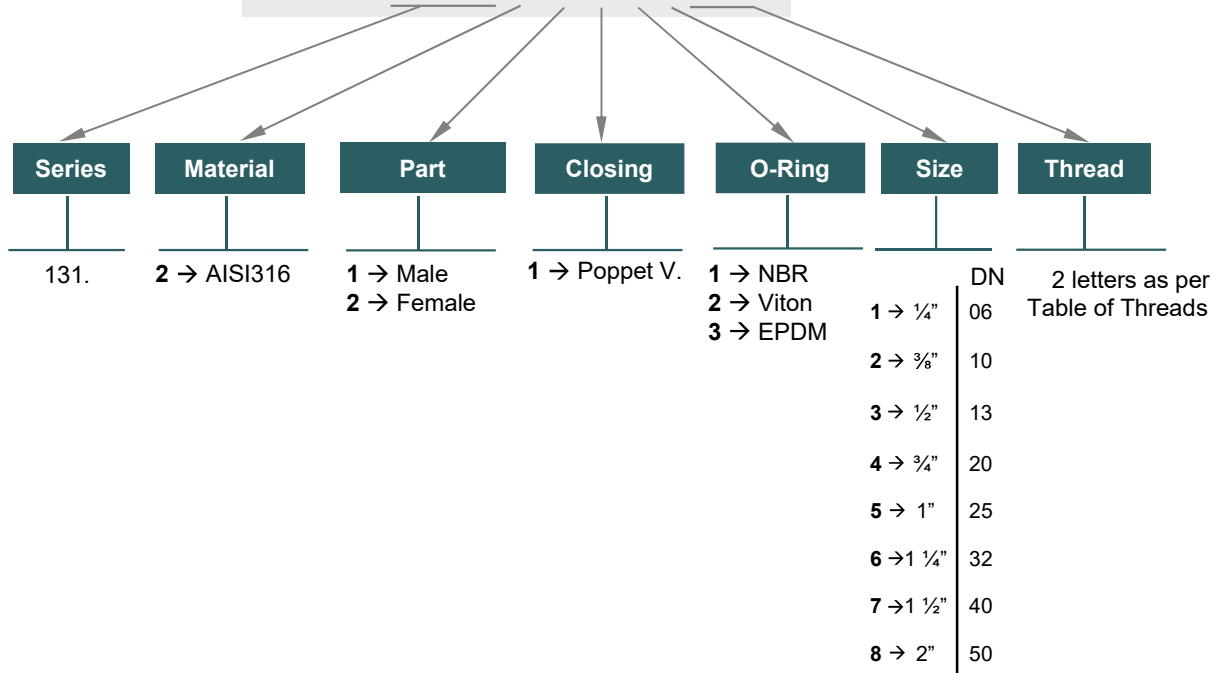 Series Material Part Closing O-Ring Size Thread
131.
2 → AISI316
1 → Male
2 → Female
1 → Poppet V.
1 → NBR
2 → Viton
3 → EPDM
DN
1 → ¼” 06
2 → ⅜” 10
3 → ½” 13
4 → ¾” 20
5 → 1” 25
6 →1 ¼” 32
7 →1 ½” 40
8 → 2” 50
2 letters as per
Table of Threads